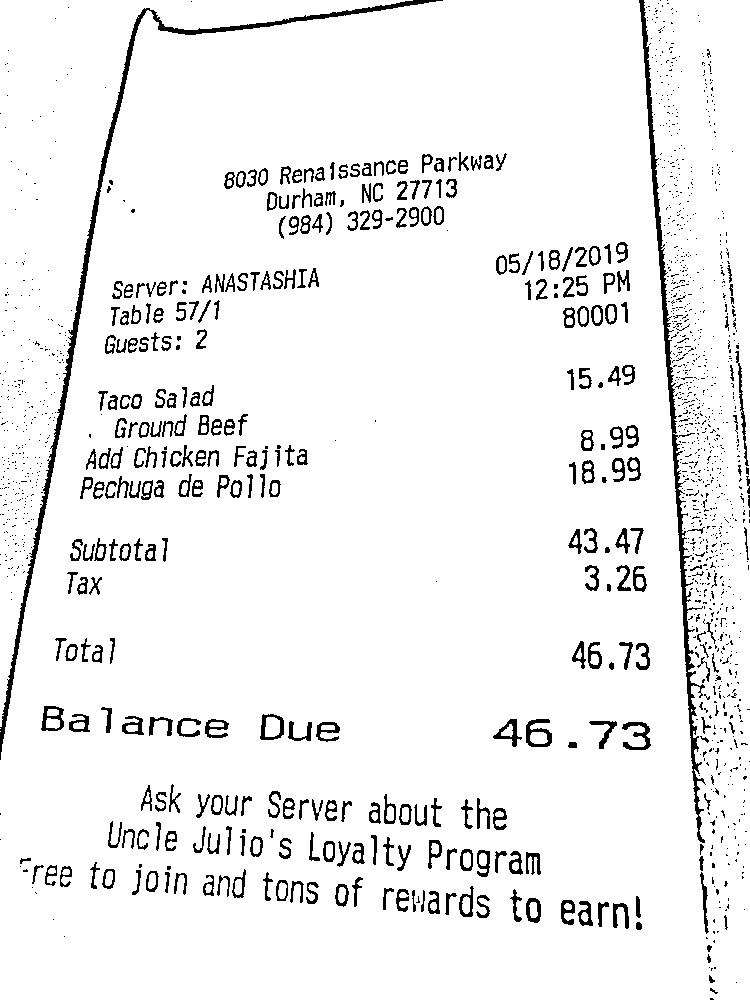 8030 Renaissance Parkway
Durham, NC 27713
(984) 329-2900
Server: ANASTASHIA 05/18/2019
Table 57/1 12:25 PM
Guests: 2 80001
Taco Salad 15.49
Ground Beef
Add Chicken Fajita 8.99
Pechuga de Pollo 18.99
Subtotal 43.47
Tax 3.26
Total 46.73
Balance Due 46.73
Ask your Server about the
Uncle Julio's Loyalty Program
Free to join and tons of rewards to earn!